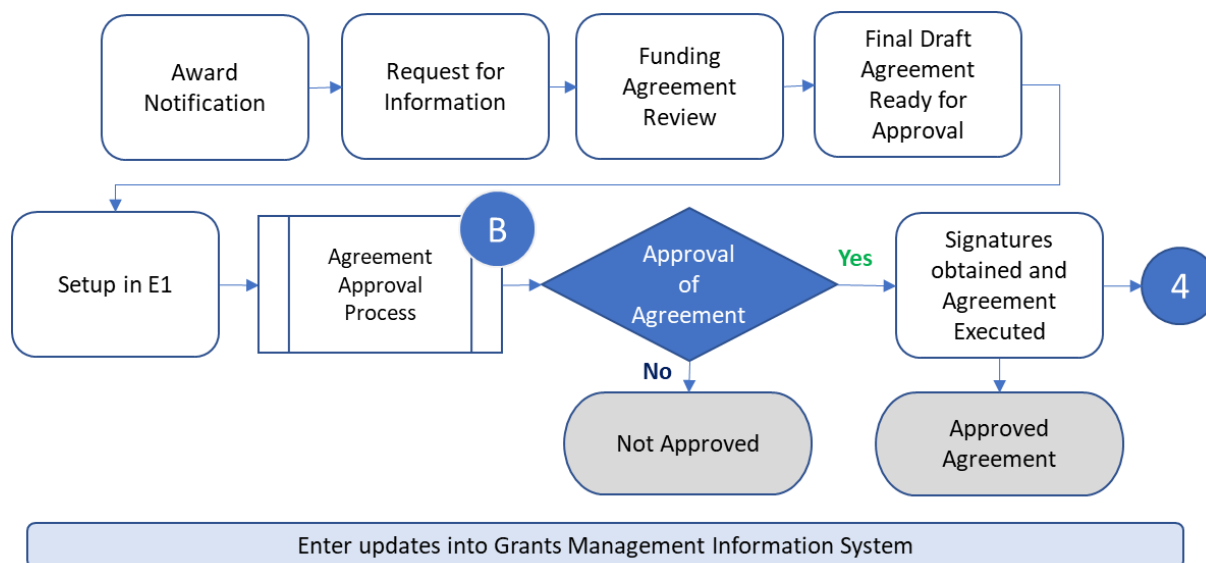 Award
Notification
Request for
Information
Funding
Agreement
Review
Final Draft
Agreement
Ready for
Approval
Setup in E1
Agreement
Approval
Process
B
Approval
of
Agreement
Yes
No
Signatures
obtained and
Agreement
Executed
4
Not Approved
Approved
Agreement
Enter updates into Grants Management Information System